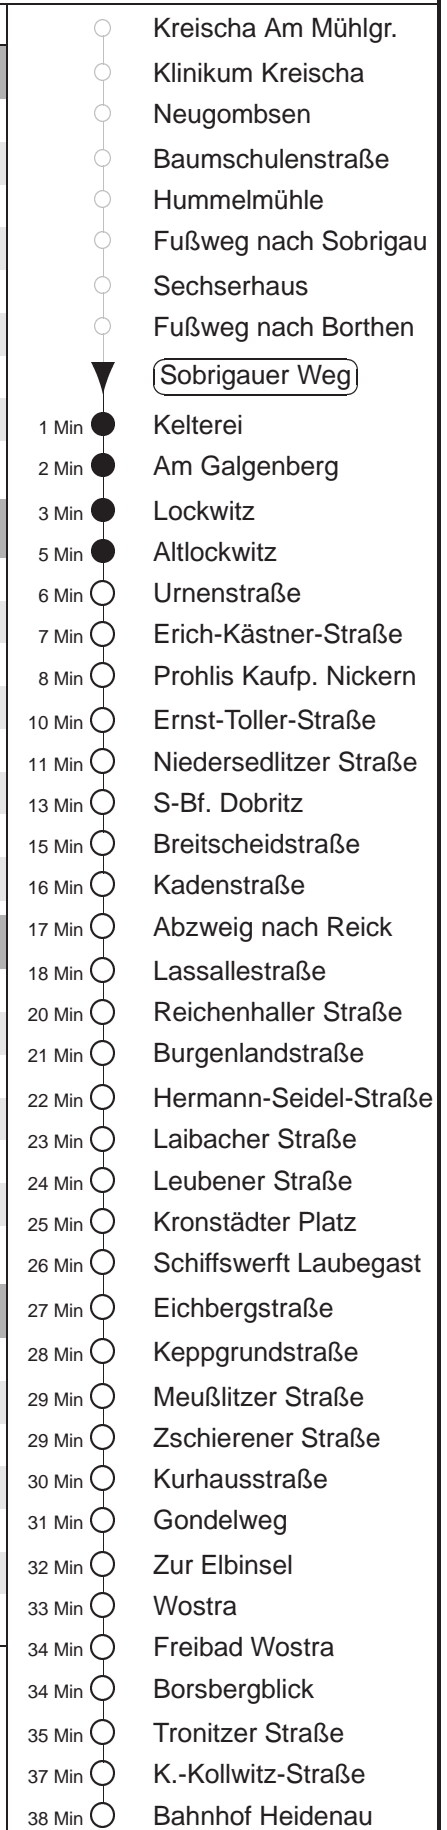 Kreischa Am Mühlgr.
Klinikum Kreischa
Neugombsen
Baumschulenstraße
Hummelmühle
Fußweg nach Sobrigau
Sechserhaus
Fußweg nach Borthen
Sobrigauer Weg
1 Min Kelterei
2 Min Am Galgenberg
3 Min Lockwitz
5 Min Altlockwitz
6 Min Urnenstraße
7 Min Erich-Kästner-Straße
8 Min Prohlis Kaufp. Nickern
10 Min Ernst-Toller-Straße
11 Min Niedersedlitzer Straße
13 Min S-Bf. Dobritz
15 Min Breitscheidstraße
16 Min Kadenstraße
17 Min Abzweig nach Reick
18 Min Lassallestraße
20 Min Reichenhaller Straße
21 Min Burgenlandstraße
22 Min Hermann-Seidel-Straße
23 Min Laibacher Straße
24 Min Leubener Straße
25 Min Kronstädter Platz
26 Min Schiffswerft Laubegast
27 Min Eichbergstraße
28 Min Keppgrundstraße
29 Min Meußlitzer Straße
29 Min Zschierener Straße
30 Min Kurhausstraße
31 Min Gondelweg
32 Min Zur Elbinsel
33 Min Wostra
34 Min Freibad Wostra
34 Min Borsbergblick
35 Min Tronitzer Straße
37 Min K.-Kollwitz-Straße
38 Min Bahnhof Heidenau